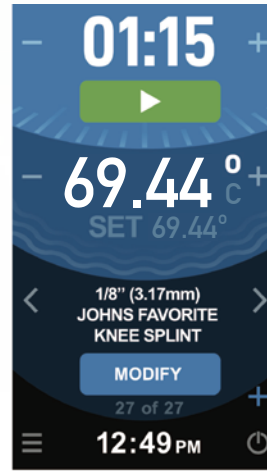 01:15
69.44°
C
SET 69.44°
1/8" (3.17mm)
JOHNS FAVORITE
KNEE SPLINT
MODIFY
27 of 27
12:49 PM